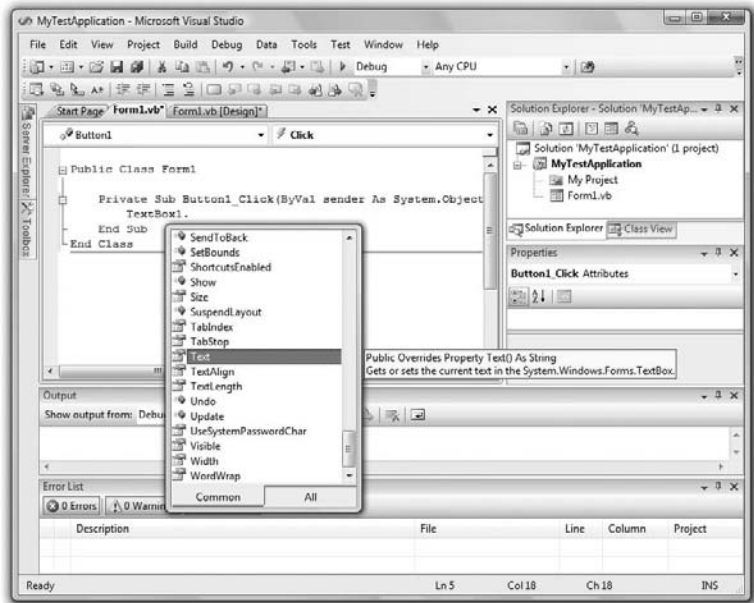 MyTestApplication - Microsoft Visual Studio
File Edit View Project Build Debug Data Tools Test Window Help
Debug Any CPU
Start Page Form1.vb* Form1.vb [Design]*
Button1 Click
Server Explorer
Toolbox
Public Class Form1
Private Sub Button1_Click(ByVal sender As System.Object
TextBox1.
End Sub
End Class
SendToBack
SetBounds
ShortcutsEnabled
Show
Size
SuspendLayout
TabIndex
TabStop
Text
TextAlign
TextLength
Undo
Update
UseSystemPasswordChar
Visible
Width
WordWrap
Common All
Public Overrides Property Text() As String
Gets or sets the current text in the System.Windows.Forms.TextBox.
Solution Explorer - Solution 'MyTestAp...
Solution 'MyTestApplication' (1 project)
MyTestApplication
My Project
Form1.vb
Solution Explorer Class View
Properties
Button1_Click Attributes
Output
Show output from: Debu
Error List
0 Errors 0 Warnin
Description File Line Column Project
Ready Ln 5 Col 18 Ch 18 INS